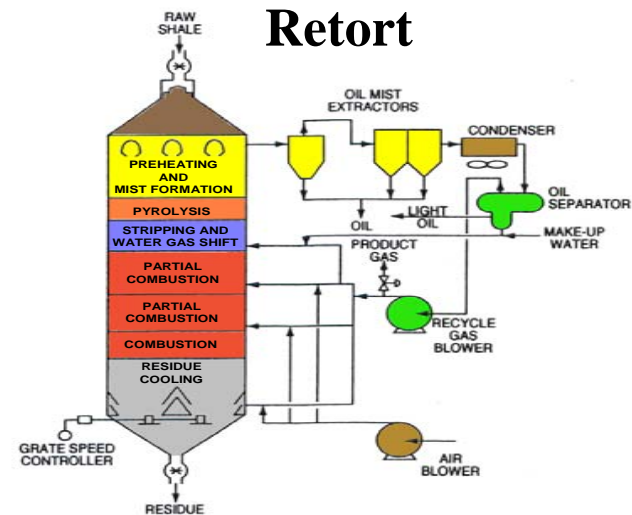 Retort
RAW
SHALE
OIL MIST
EXTRACTORS
CONDENSER
PREHEATING
AND
MIST FORMATION
PYROLYSIS
STRIPPING AND
WATER GAS SHIFT
PARTIAL
COMBUSTION
PARTIAL
COMBUSTION
COMBUSTION
RESIDUE
COOLING
OIL
LIGHT
OIL
OIL
SEPARATOR
MAKE-UP
WATER
PRODUCT
GAS
RECYCLE
GAS
BLOWER
AIR
BLOWER
GRATE SPEED
CONTROLLER
RESIDUE